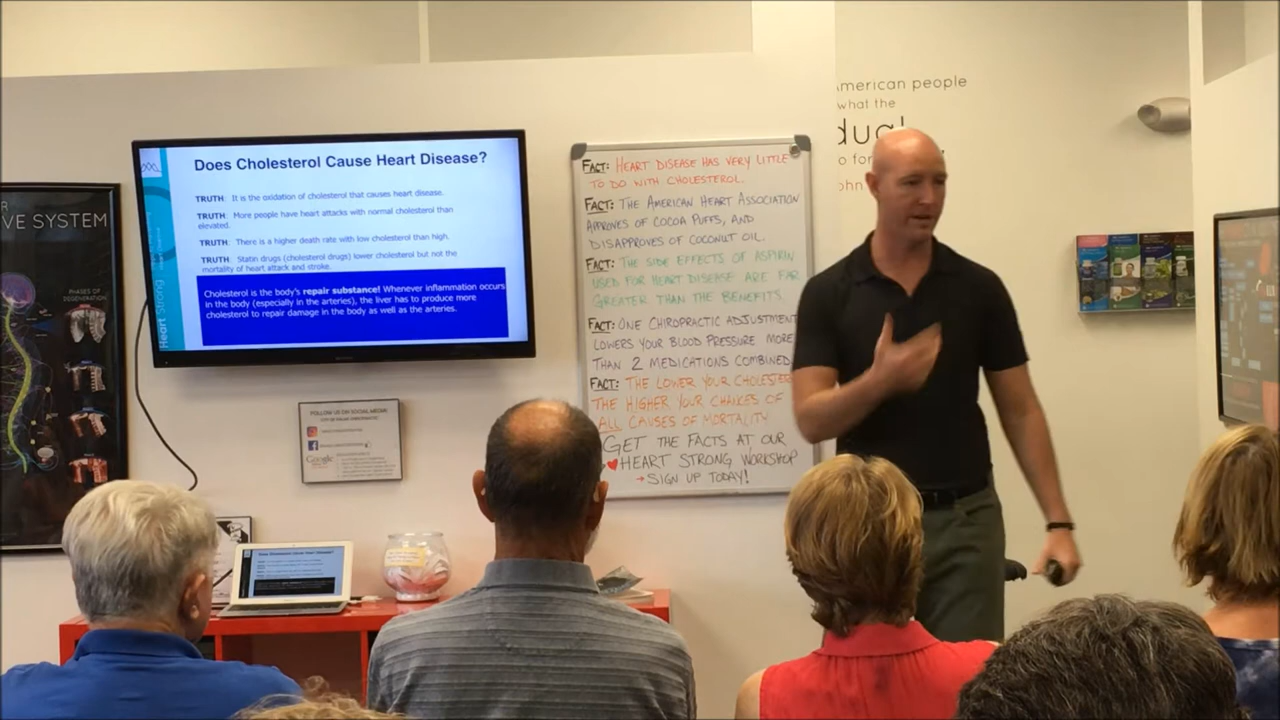 VE SYSTEM
PHASES OF
DEGENERATION
Does Cholesterol Cause Heart Disease?
TRUTH: It is the oxidation of cholesterol that causes heart disease.
TRUTH: More people have heart attacks with normal cholesterol than
elevated.
TRUTH: There is a higher death rate with low cholesterol than high.
TRUTH: Statin drugs (cholesterol drugs) lower cholesterol but not the
mortality of heart attack and stroke.
Cholesterol is the body's repair substance! Whenever inflammation occurs
in the body (especially in the arteries), the liver has to produce more
cholesterol to repair damage in the body as well as the arteries.
Heart Strong
FOLLOW US ON SOCIAL MEDIA!
Google
Does Cholesterol Cause Heart Disease?
FACT: HEART DISEASE HAS VERY LITTLE
TO DO WITH CHOLESTEROL.
FACT: THE AMERICAN HEART ASSOCIATION
APPROVES OF COCOA PUFFS, AND
DISAPPROVES OF COCONUT OIL.
FACT: THE SIDE EFFECTS OF ASPIRIN
USED FOR HEART DISEASE ARE FAR
GREATER THAN THE BENEFITS.
FACT: ONE CHIROPRACTIC ADJUSTMENT
LOWERS YOUR BLOOD PRESSURE MORE
THAN 2 MEDICATIONS COMBINED
FACT: THE LOWER YOUR CHOLESTER
THE HIGHER YOUR CHANCES OF
ALL CAUSES OF MORTALITY
GET THE FACTS AT OUR
HEART STRONG WORKSHOP
→ SIGN UP TODAY!
American people
what the
dual
o for
ohn